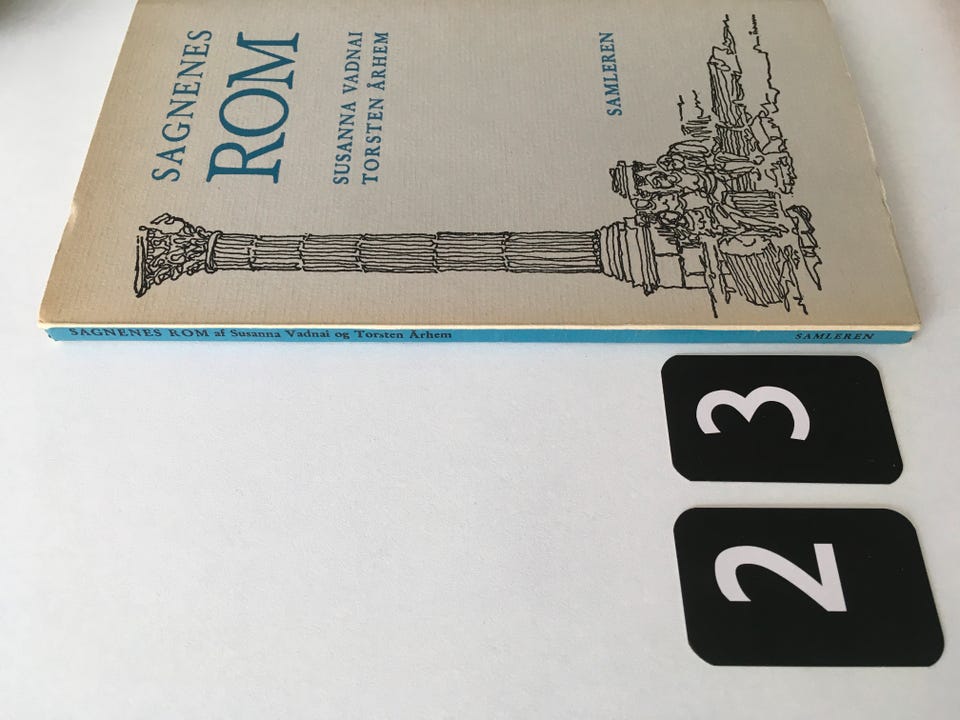 SAGNENES
ROM
SUSANNA VADNAI
TORSTEN ÅRHEM
SAMLEREN
SAGNENES ROM af Susanna Vadnai og Torsten Århem SAMLEREN
3
2